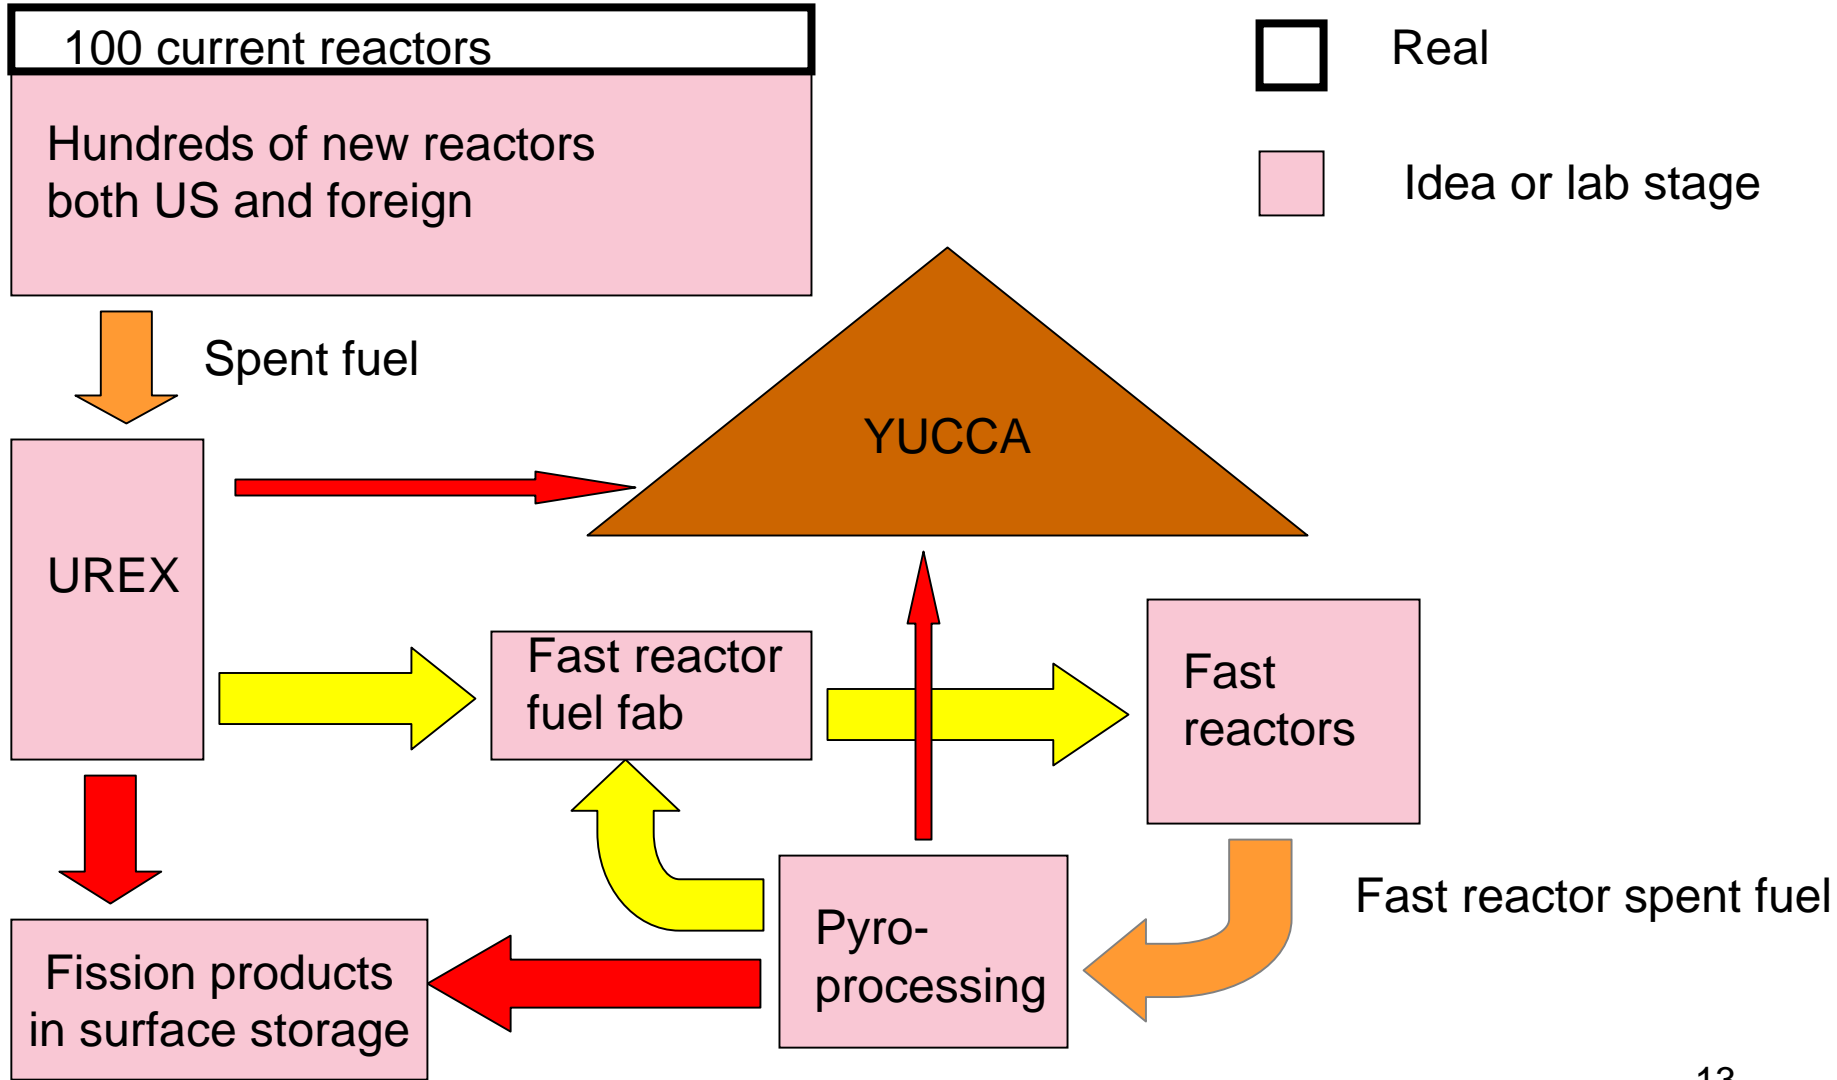 100 current reactors
Real
Hundreds of new reactors
both US and foreign
Idea or lab stage
Spent fuel
YUCCA
UREX
Fast reactor
fuel fab
Fast
reactors
Fast reactor spent fuel
Pyro-
processing
Fission products
in surface storage
13